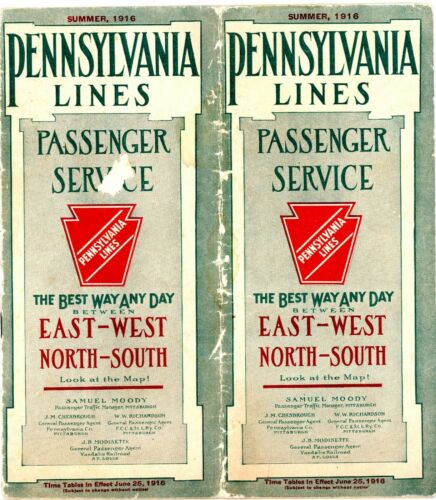 SUMMER, 1916
PENNSYLVANIA
LINES
PASSENGER
SERVICE
PENNSYLVANIA
LINES
THE BEST WAY ANY DAY
BETWEEN
EAST-WEST
NORTH-SOUTH
Look at the Map!
SAMUEL MOODY
Passenger Traffic Manager, PITTSBURGH
J. M. CHESBROUGH
General Passenger Agent
Pennsylvania Co.
PITTSBURGH
W. W. RICHARDSON
General Passenger Agent
P. C. C. & St. L. Ry. Co.
PITTSBURGH
J. B. MODISETTE
General Passenger Agent
Vandalia Railroad
ST. LOUIS
Time Tables in Effect June 25, 1916
(Subject to change without notice)
SUMMER, 1916
PENNSYLVANIA
LINES
PASSENGER
SERVICE
PENNSYLVANIA
LINES
THE BEST WAY ANY DAY
BETWEEN
EAST-WEST
NORTH-SOUTH
Look at the Map!
SAMUEL MOODY
Passenger Traffic Manager, PITTSBURGH
J. M. CHESBROUGH
General Passenger Agent
Pennsylvania Co.
PITTSBURGH
W. W. RICHARDSON
General Passenger Agent
P. C. C. & St. L. Ry. Co.
PITTSBURGH
J. B. MODISETTE
General Passenger Agent
Vandalia Railroad
ST. LOUIS
Time Tables in Effect June 25, 1916
(Subject to change without notice)